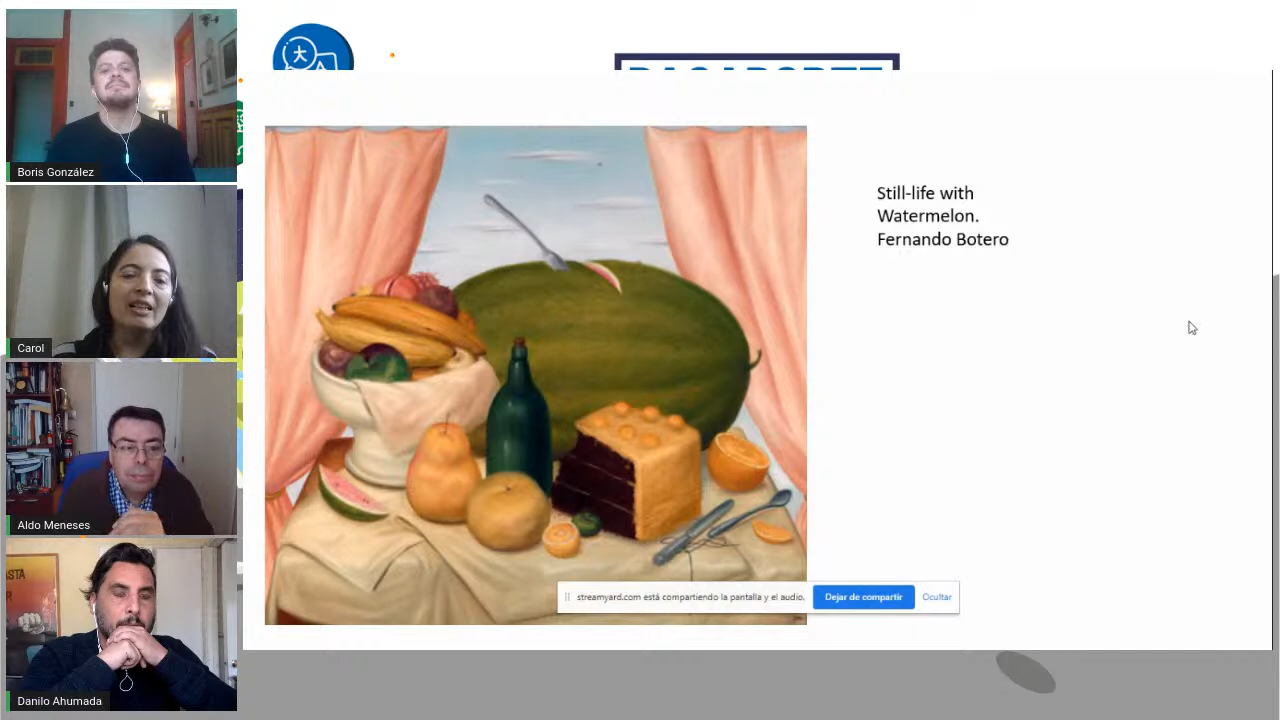 Boris González
Carol
Aldo Meneses
Danilo Ahumada
PASAPORTE
Still-life with
Watermelon.
Fernando Botero
streamyard.com está compartiendo la pantalla y el audio.
Dejar de compartir
Ocultar